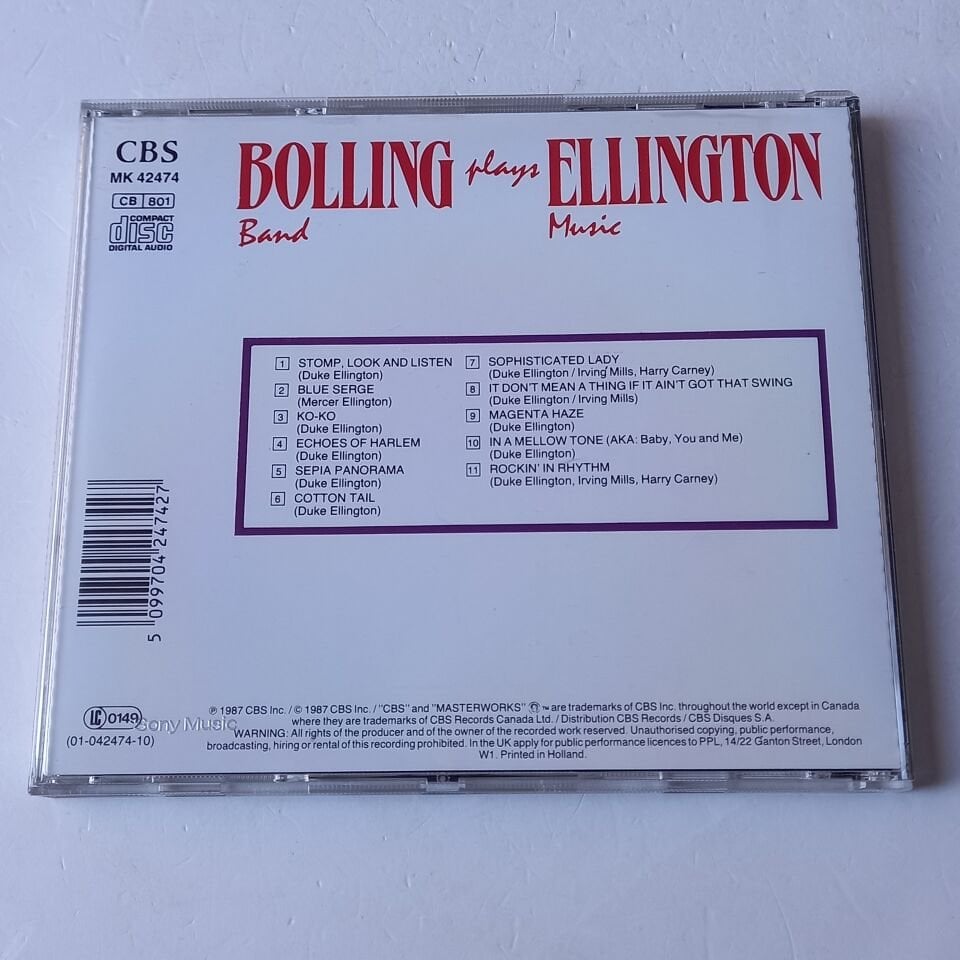 CBS
MK 42474
CB 801
COMPACT
disc
DIGITAL AUDIO
BOLLING plays ELLINGTON
Band Music
1 STOMP, LOOK AND LISTEN
(Duke Ellington)
2 BLUE SERGE
(Mercer Ellington)
3 KO-KO
(Duke Ellington)
4 ECHOES OF HARLEM
(Duke Ellington)
5 SEPIA PANORAMA
(Duke Ellington)
6 COTTON TAIL
(Duke Ellington)
7 SOPHISTICATED LADY
(Duke Ellington / Irving Mills, Harry Carney)
8 IT DON'T MEAN A THING IF IT AIN'T GOT THAT SWING
(Duke Ellington / Irving Mills)
9 MAGENTA HAZE
(Duke Ellington)
10 IN A MELLOW TONE (AKA: Baby, You and Me)
(Duke Ellington)
11 ROCKIN' IN RHYTHM
(Duke Ellington, Irving Mills, Harry Carney)
5 099704 247427
LC 0149
Sony Music
(01-042474-10)
℗ 1987 CBS Inc. / © 1987 CBS Inc. / "CBS" and "MASTERWORKS" ™ are trademarks of CBS Inc. throughout the world except in Canada
where they are trademarks of CBS Records Canada Ltd. / Distribution CBS Records / CBS Disques S.A.
WARNING: All rights of the producer and of the owner of the recorded work reserved. Unauthorised copying, public performance,
broadcasting, hiring or rental of this recording prohibited. In the UK apply for public performance licences to PPL, 14/22 Ganton Street, London
W1. Printed in Holland.